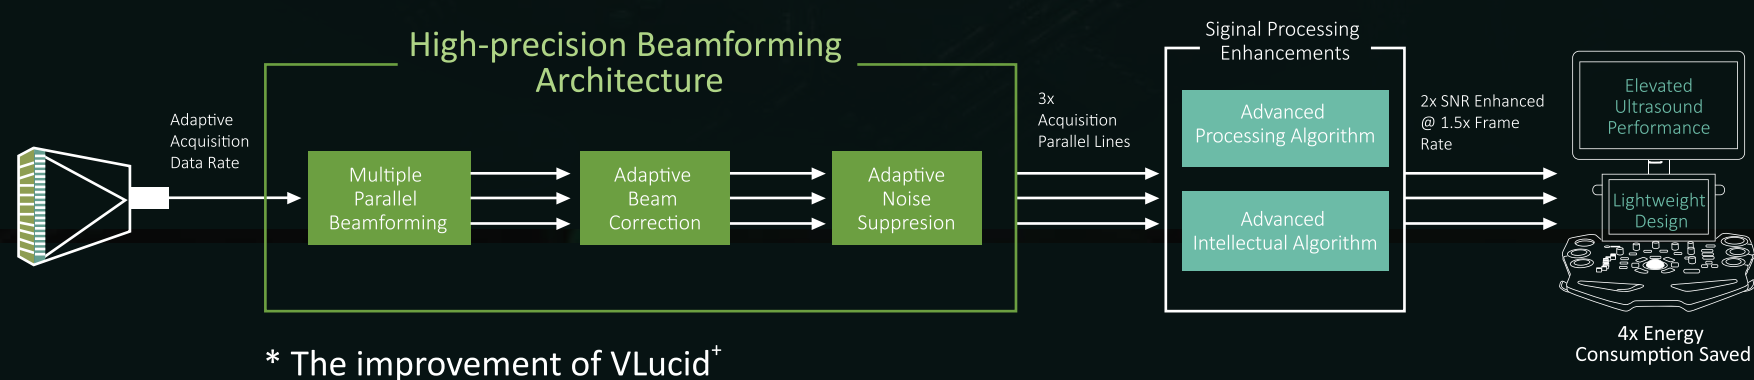 High-precision Beamforming
Architecture
Adaptive
Acquisition
Data Rate
Multiple
Parallel
Beamforming
Adaptive
Beam
Correction
Adaptive
Noise
Suppresion
3x
Acquisition
Parallel Lines
Siginal Processing
Enhancements
Advanced
Processing Algorithm
Advanced
Intellectual Algorithm
2x SNR Enhanced
@ 1.5x Frame
Rate
Elevated
Ultrasound
Performance
Lightweight
Design
4x Energy
Consumption Saved
* The improvement of VLucid⁺